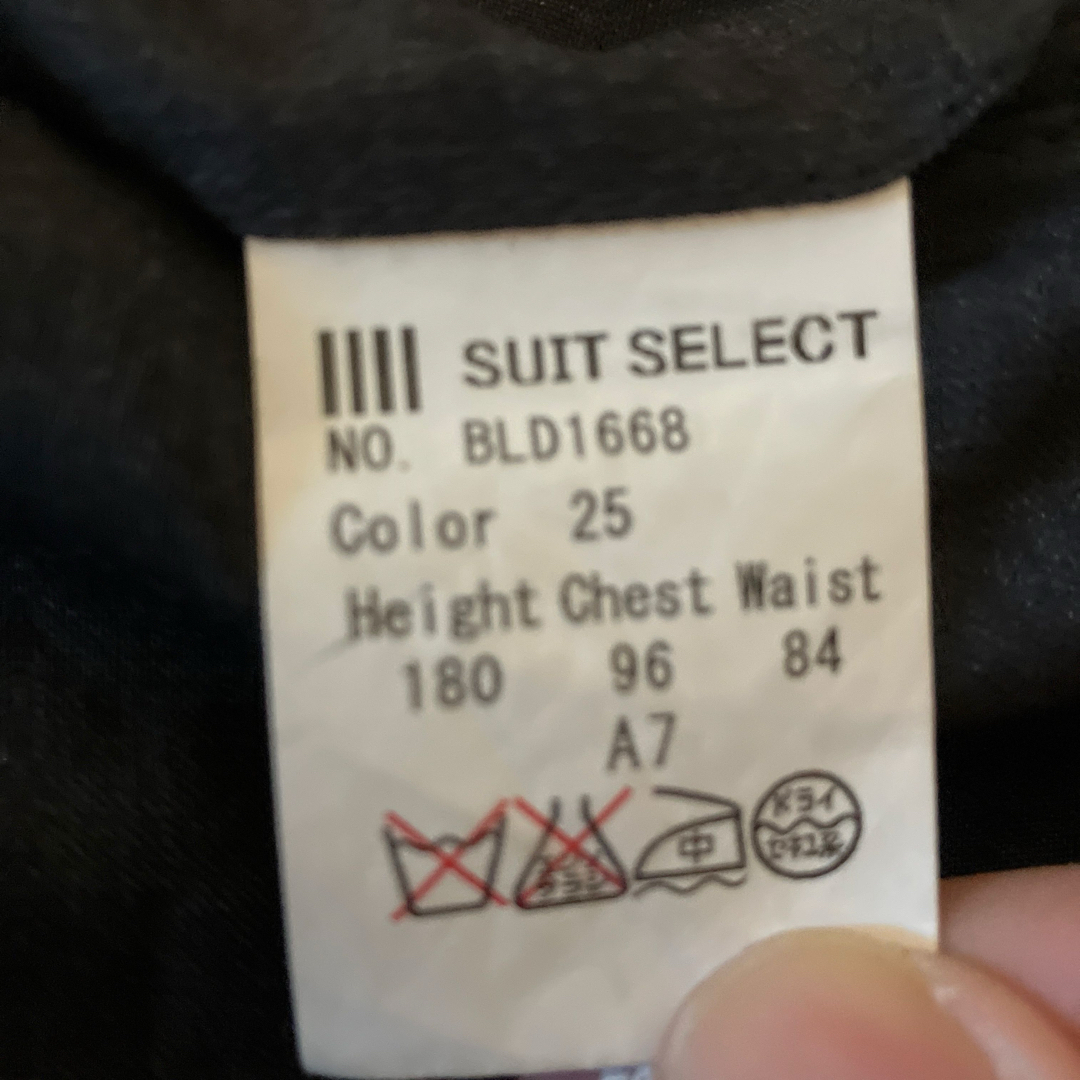 SUIT SELECT
NO. BLD1668
Color 25
Height Chest Waist
180 96 84
A7
中
ドライ